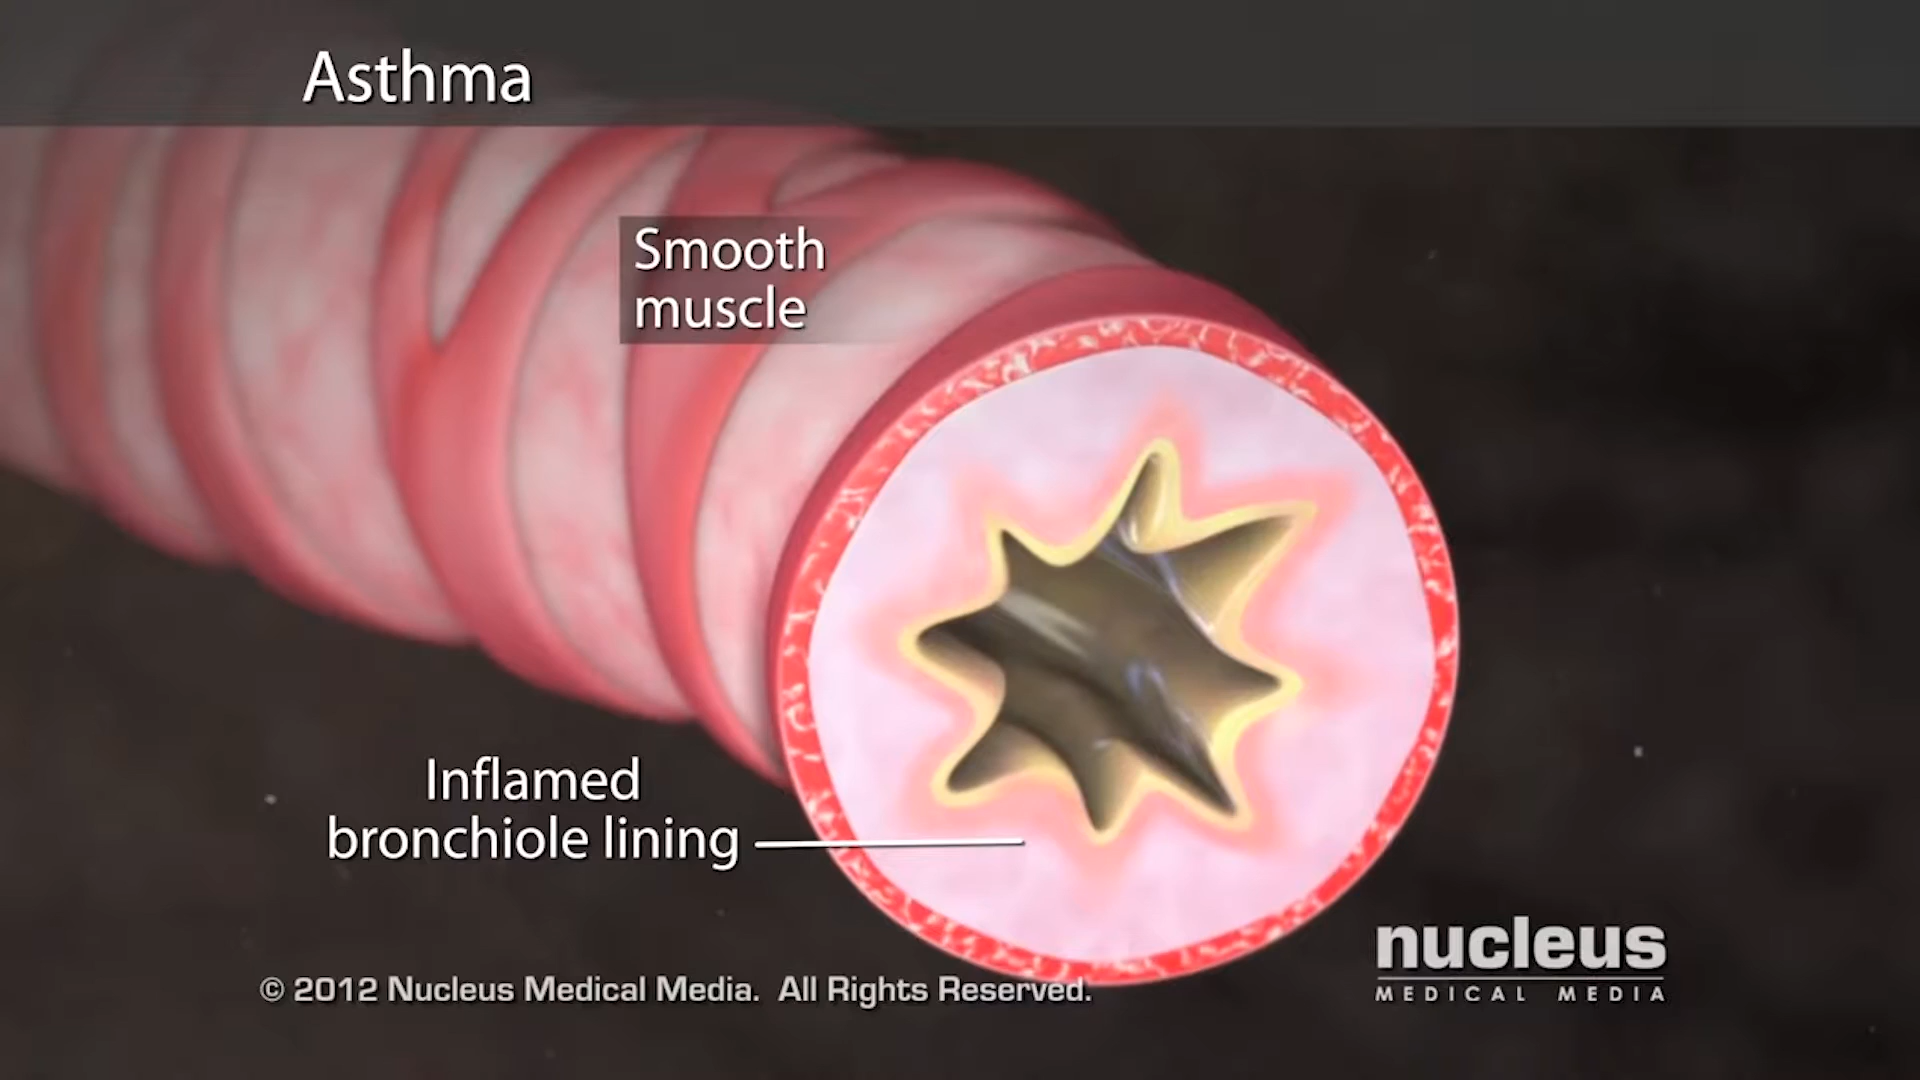 Asthma
Smooth
muscle
Inflamed
bronchiole lining
© 2012 Nucleus Medical Media. All Rights Reserved.
nucleus
MEDICAL MEDIA